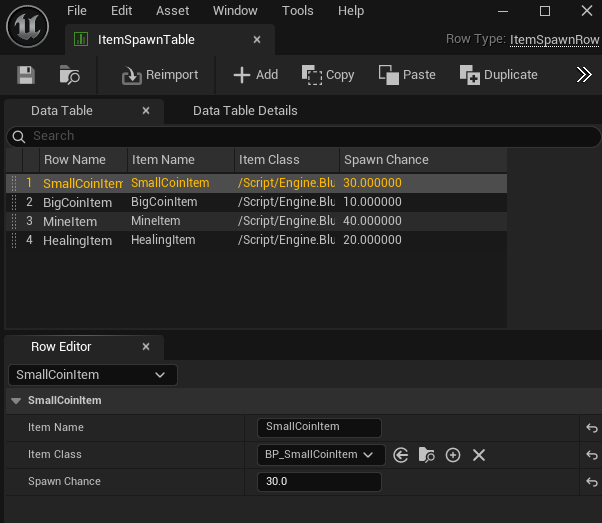 File Edit Asset Window Tools Help
ItemSpawnTable
Row Type: ItemSpawnRow
Reimport Add Copy Paste Duplicate
Data Table Data Table Details
Search
Row Name Item Name Item Class Spawn Chance
1 SmallCoinItem SmallCoinItem /Script/Engine.Blu 30.000000
2 BigCoinItem BigCoinItem /Script/Engine.Blu 10.000000
3 MineItem MineItem /Script/Engine.Blu 40.000000
4 HealingItem HealingItem /Script/Engine.Blu 20.000000
Row Editor
SmallCoinItem
SmallCoinItem
Item Name SmallCoinItem
Item Class BP_SmallCoinItem
Spawn Chance 30.0